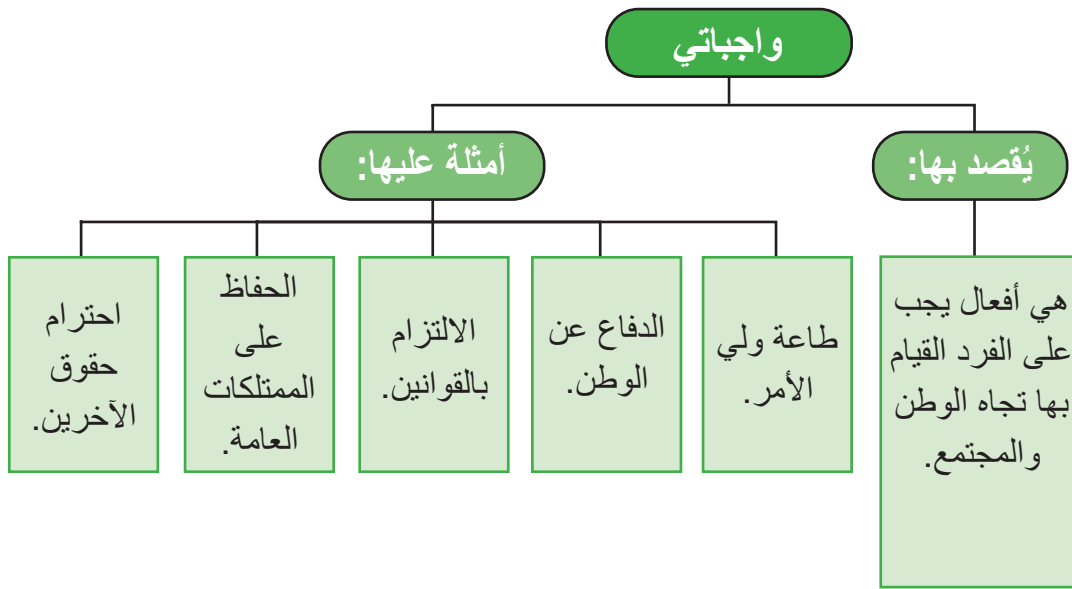 واجباتي
يُقصد بها:
هي أفعال يجب
على الفرد القيام
بها تجاه الوطن
والمجتمع.
أمثلة عليها:
طاعة ولي
الأمر.
الدفاع عن
الوطن.
الالتزام
بالقوانين.
الحفاظ
على
الممتلكات
العامة.
احترام
حقوق
الآخرين.